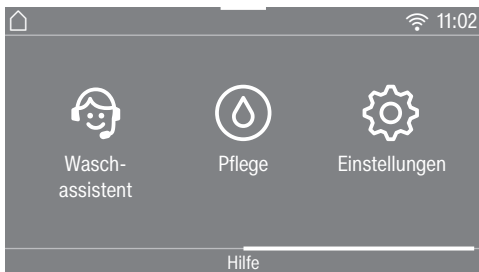 11:02
Wasch-
assistent
Pflege
Einstellungen
Hilfe